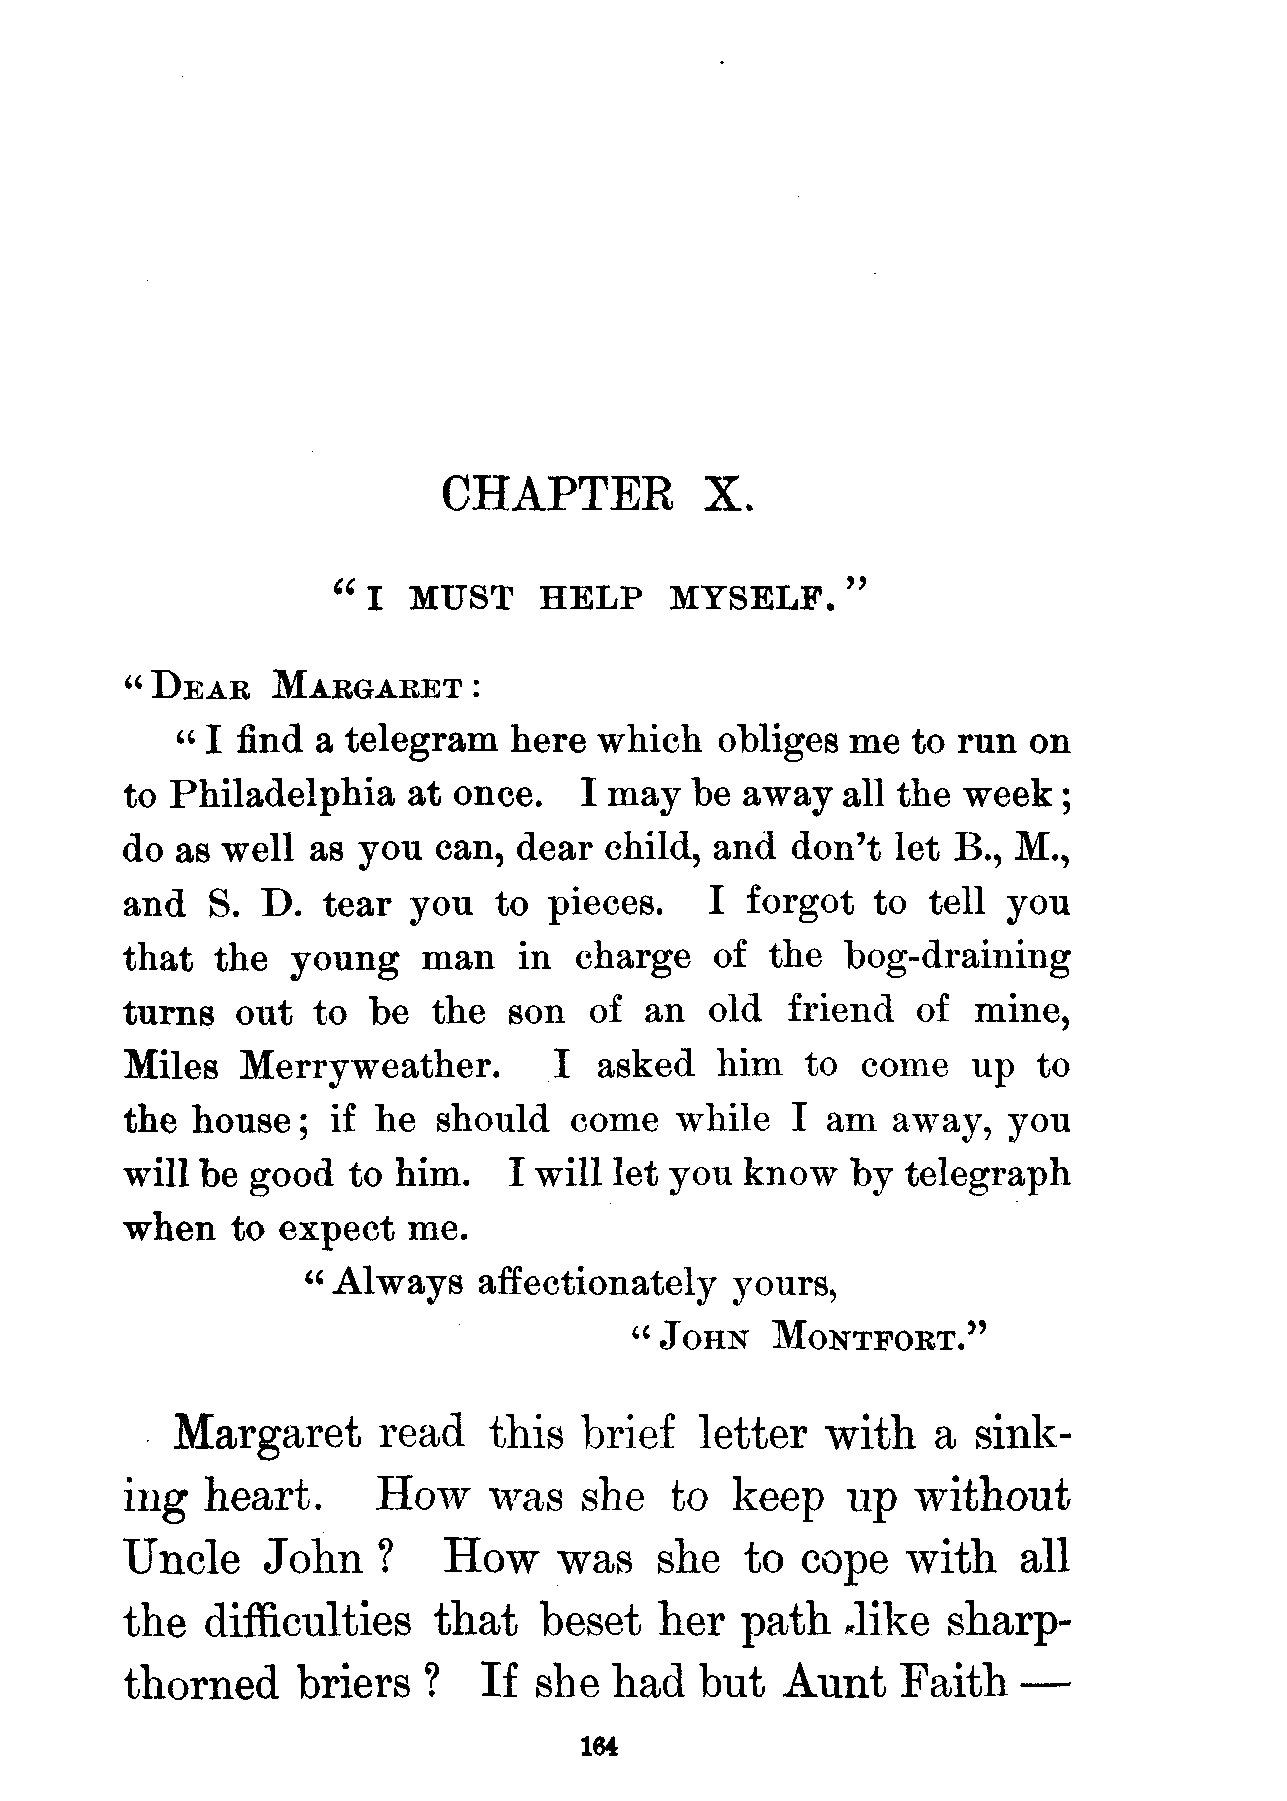 CHAPTER X.
“I MUST HELP MYSELF.”
“DEAR MARGARET:
“I find a telegram here which obliges me to run on
to Philadelphia at once. I may be away all the week;
do as well as you can, dear child, and don’t let B., M.,
and S. D. tear you to pieces. I forgot to tell you
that the young man in charge of the bog-draining
turns out to be the son of an old friend of mine,
Miles Merryweather. I asked him to come up to
the house; if he should come while I am away, you
will be good to him. I will let you know by telegraph
when to expect me.
“Always affectionately yours,
“JOHN MONTFORT.”
Margaret read this brief letter with a sink-
ing heart. How was she to keep up without
Uncle John? How was she to cope with all
the difficulties that beset her path like sharp-
thorned briers? If she had but Aunt Faith —
164